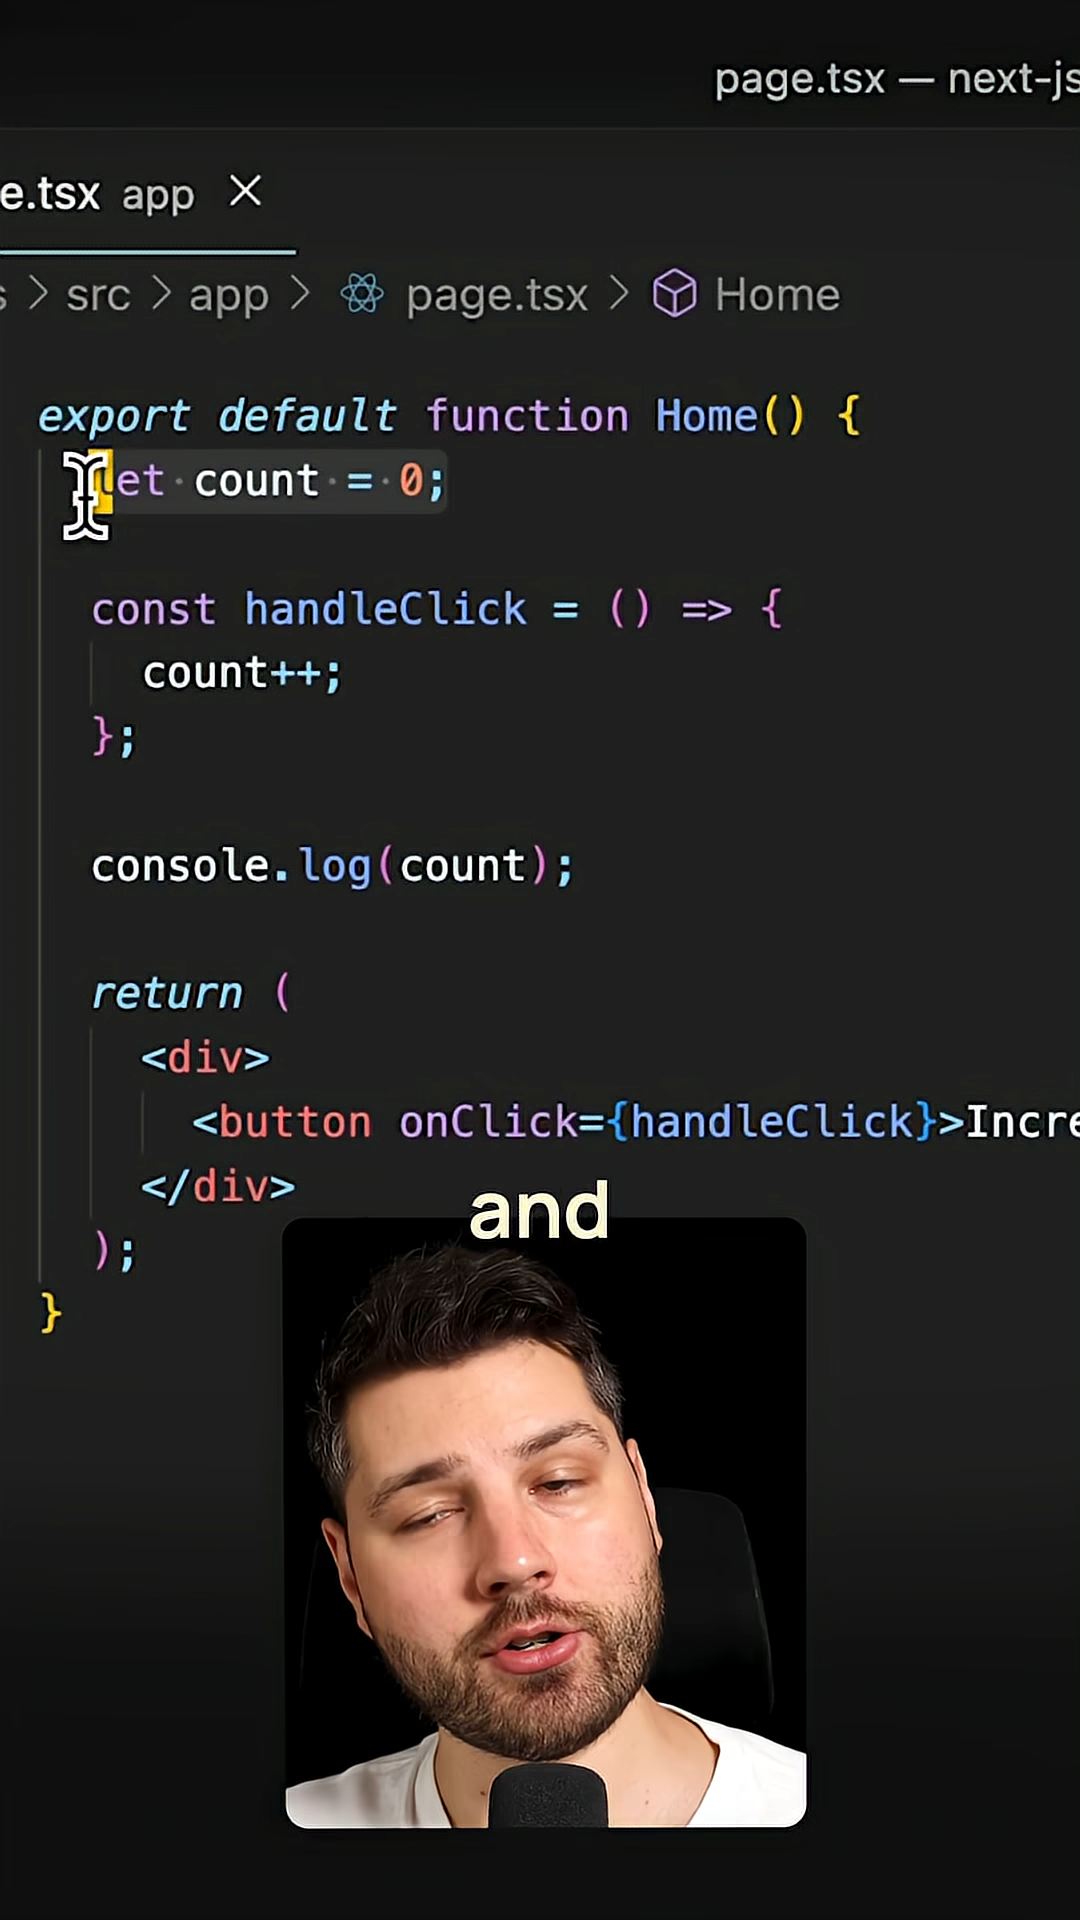 page.tsx — next-js
e.tsx app
s > src > app > page.tsx > Home
export default function Home() {
let count = 0;
const handleClick = () => {
count++;
};
console.log(count);
return (
<div>
<button onClick={handleClick}>Incre
</div>
and
);
}